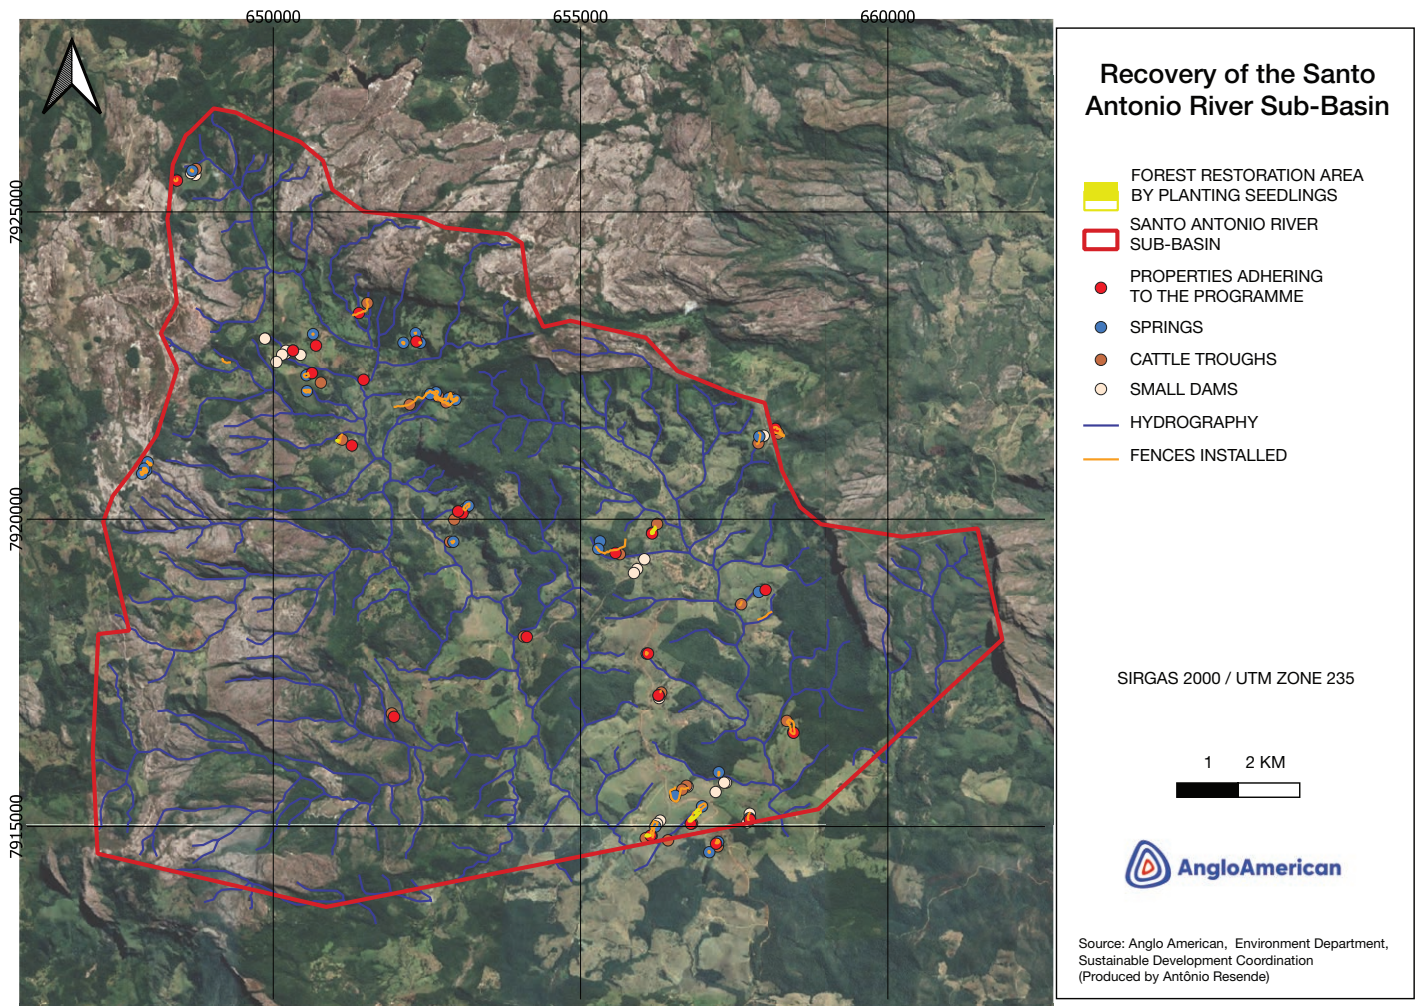 650000
655000
660000
7925000
7920000
7915000
Recovery of the Santo
Antonio River Sub-Basin
FOREST RESTORATION AREA
BY PLANTING SEEDLINGS
SANTO ANTONIO RIVER
SUB-BASIN
PROPERTIES ADHERING
TO THE PROGRAMME
SPRINGS
CATTLE TROUGHS
SMALL DAMS
HYDROGRAPHY
FENCES INSTALLED
SIRGAS 2000 / UTM ZONE 235
1 2 KM
AngloAmerican
Source: Anglo American, Environment Department,
Sustainable Development Coordination
(Produced by Antônio Resende)